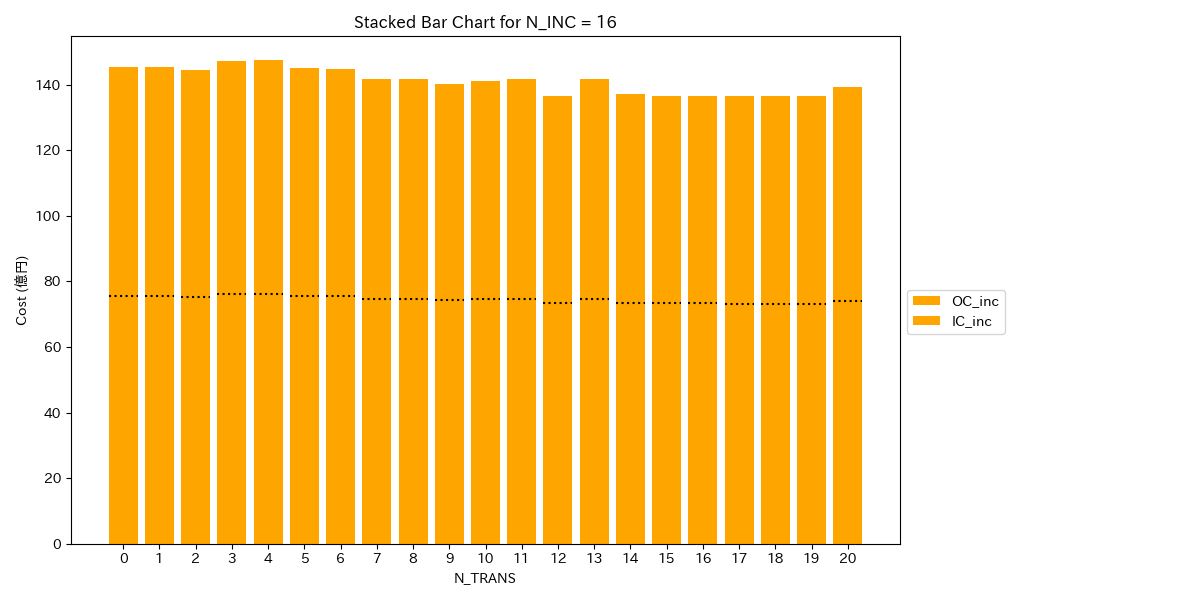 Stacked Bar Chart for N_INC = 16
Cost (億円)
140
120
100
80
60
40
20
0
0 1 2 3 4 5 6 7 8 9 10 11 12 13 14 15 16 17 18 19 20
N_TRANS
OC_inc
IC_inc